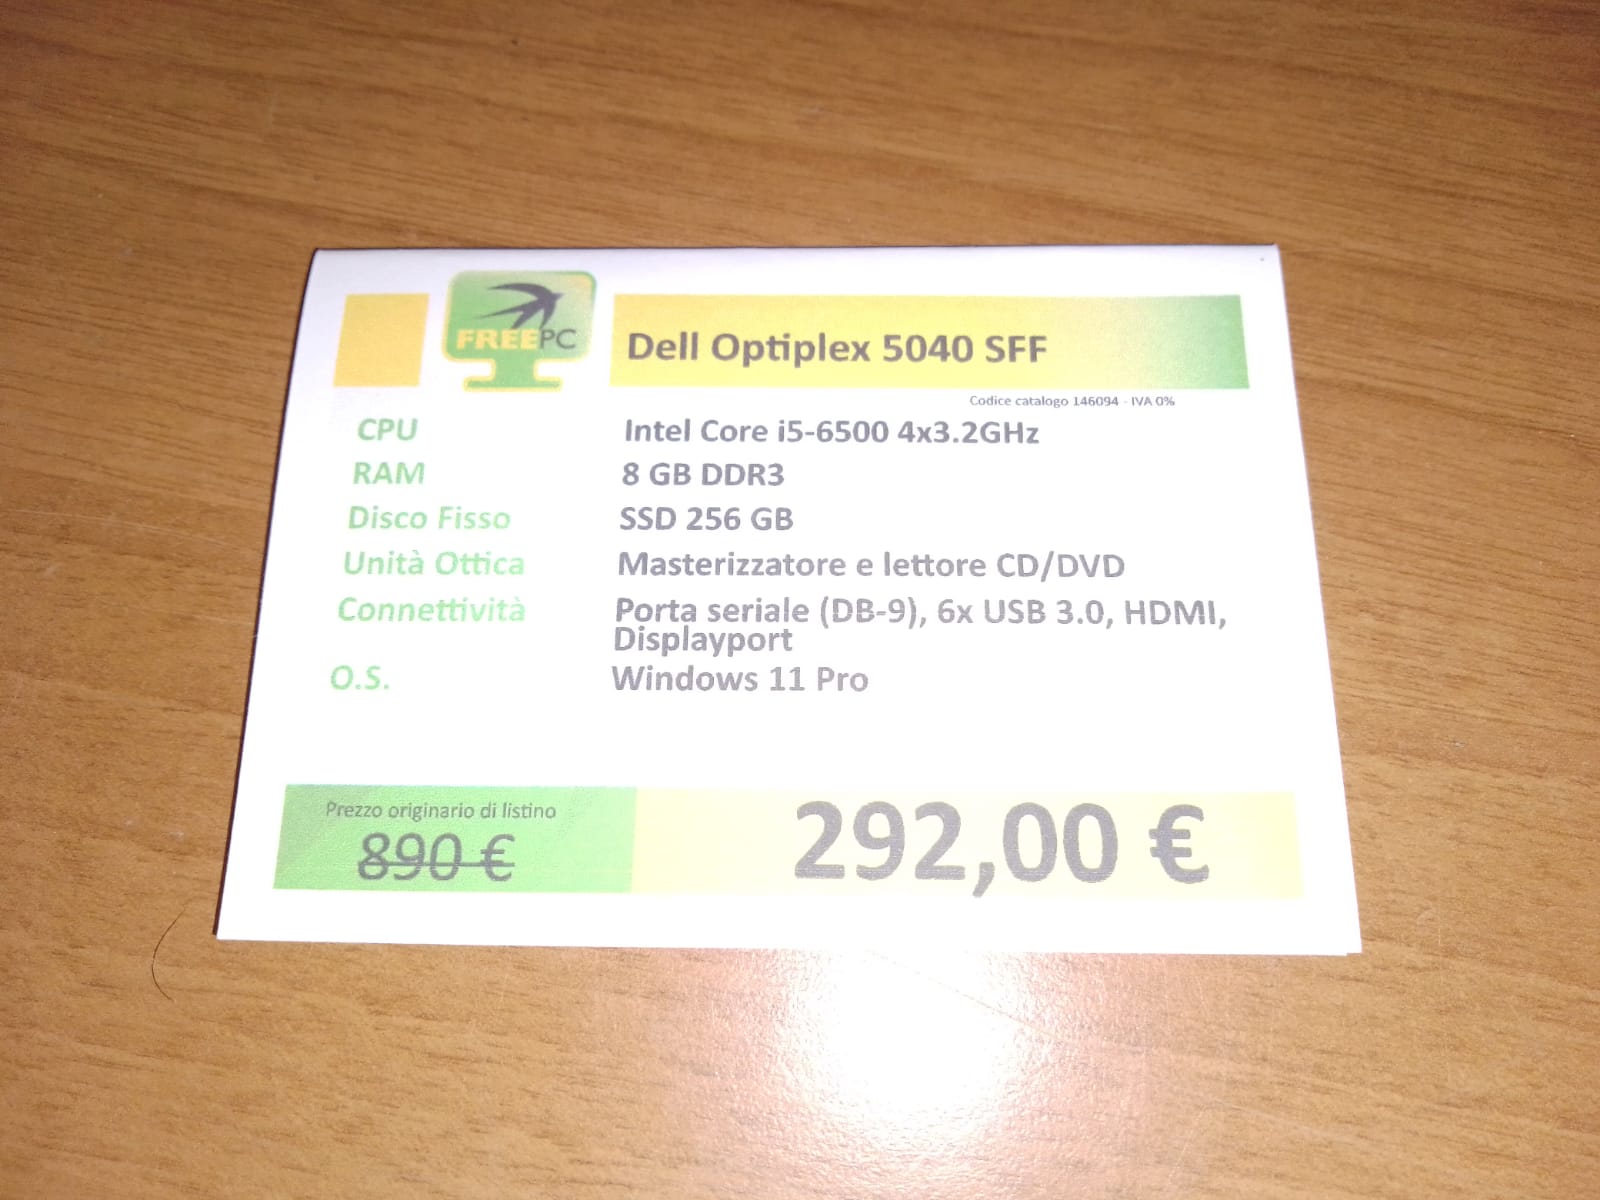 FREEPC
Dell Optiplex 5040 SFF
Codice catalogo 146094 - IVA 0%
CPU Intel Core i5-6500 4x3.2GHz
RAM 8 GB DDR3
Disco Fisso SSD 256 GB
Unità Ottica Masterizzatore e lettore CD/DVD
Connettività Porta seriale (DB-9), 6x USB 3.0, HDMI,
Displayport
O.S. Windows 11 Pro
Prezzo originario di listino
890 €
292,00 €